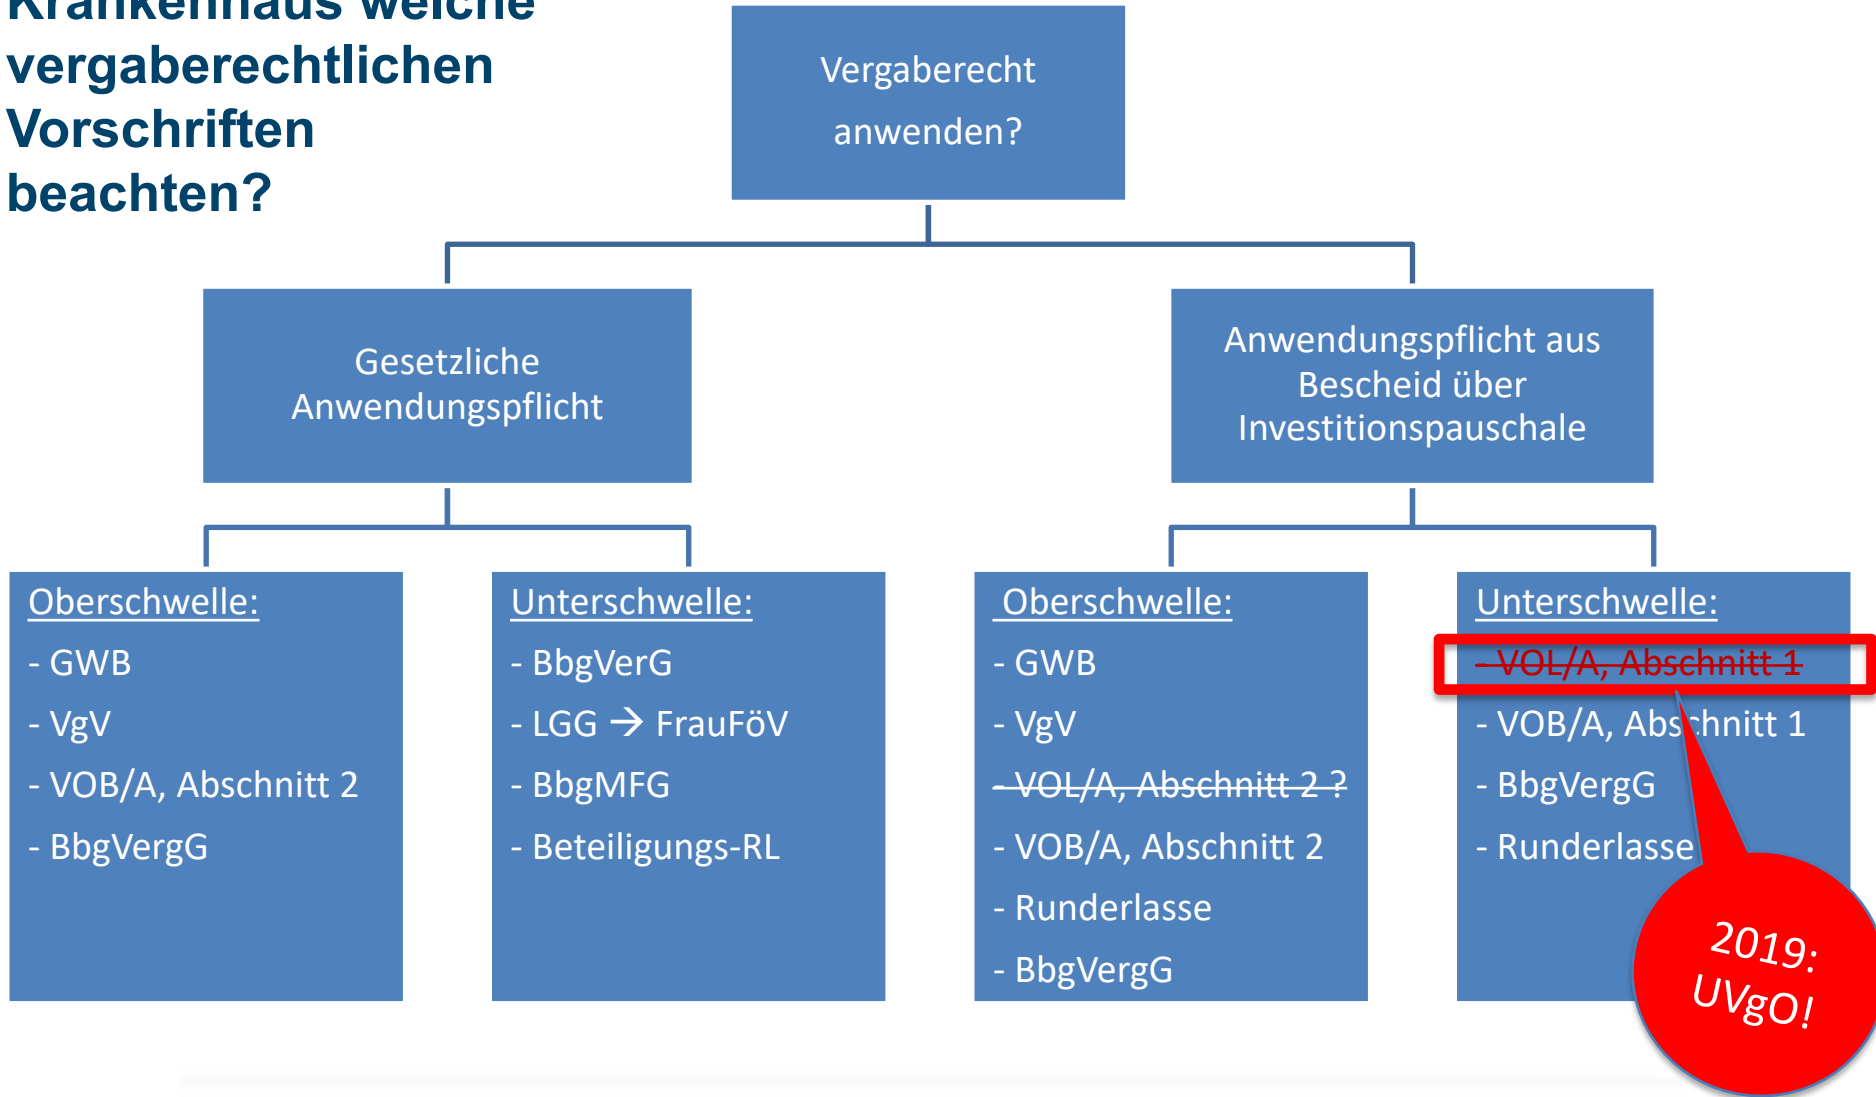 Krankenhaus welche
vergaberechtlichen
Vorschriften
beachten?
Vergaberecht
anwenden?
Gesetzliche
Anwendungspflicht
Anwendungspflicht aus
Bescheid über
Investitionspauschale
Oberschwelle:
- GWB
- VgV
- VOB/A, Abschnitt 2
- BbgVergG
Unterschwelle:
- BbgVerG
- LGG → FrauFöV
- BbgMFG
- Beteiligungs-RL
Oberschwelle:
- GWB
- VgV
- VOL/A, Abschnitt 2 ?
- VOB/A, Abschnitt 2
- Runderlasse
- BbgVergG
Unterschwelle:
- VOL/A, Abschnitt 1
- VOB/A, Abschnitt 1
- BbgVergG
- Runderlasse
2019:
UVgO!